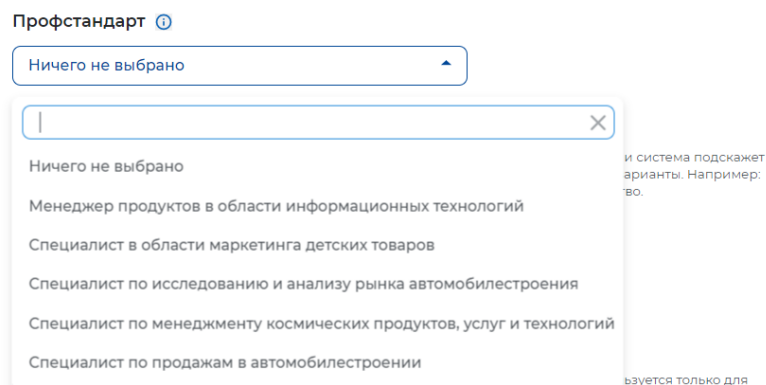 Профстандарт
Ничего не выбрано
Ничего не выбрано
и система подскажет
арианты. Например:
во.
Менеджер продуктов в области информационных технологий
Специалист в области маркетинга детских товаров
Специалист по исследованию и анализу рынка автомобилестроения
Специалист по менеджменту космических продуктов, услуг и технологий
Специалист по продажам в автомобилестроении
ьзуется только для